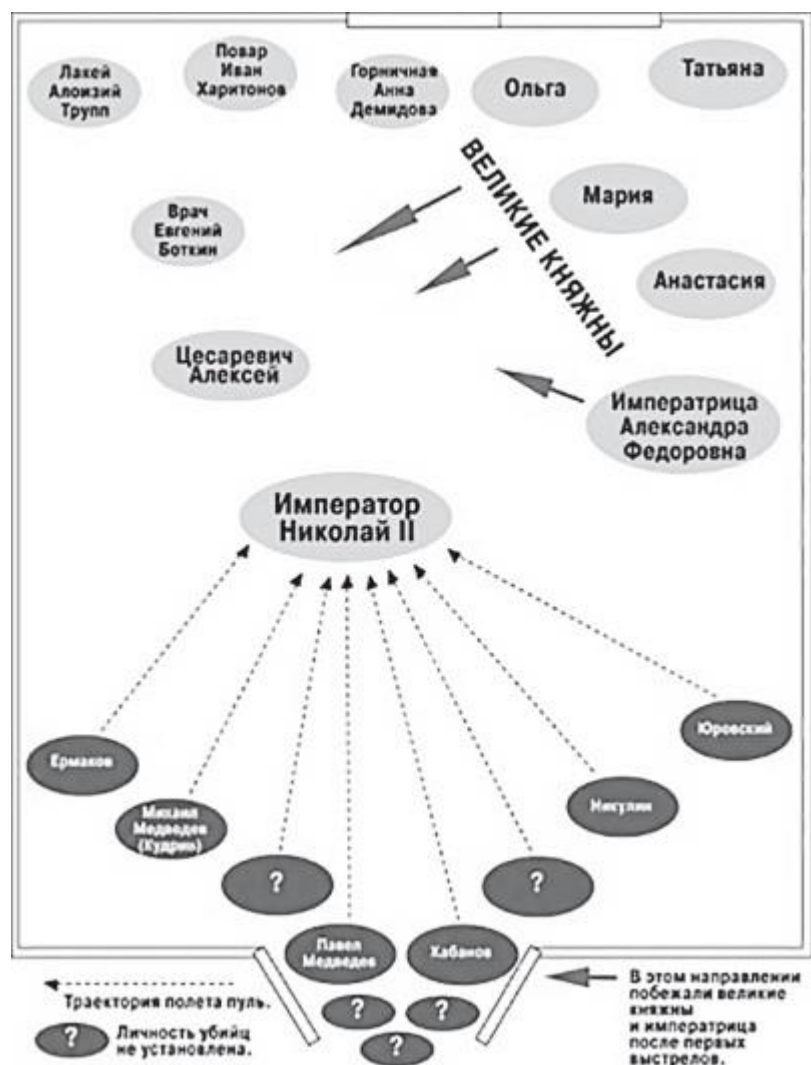 Лакей
Алоизий
Трупп
Повар
Иван
Харитонов
Горничная
Анна
Демидова
Ольга
Татьяна
ВЕЛИКИЕ КНЯЖНЫ
Мария
Врач
Евгений
Боткин
Анастасия
Цесаревич
Алексей
Императрица
Александра
Федоровна
Император
Николай II
Ермаков
Михаил
Медведев
(Кудрин)
?
Павел
Медведев
Хабанов
?
Никулин
Юровский
?
?
?
Траектория полета пуль.
?
Личность убийц
не установлена.
В этом направлении
побежали великие
княжны
и императрица
после первых
выстрелов.